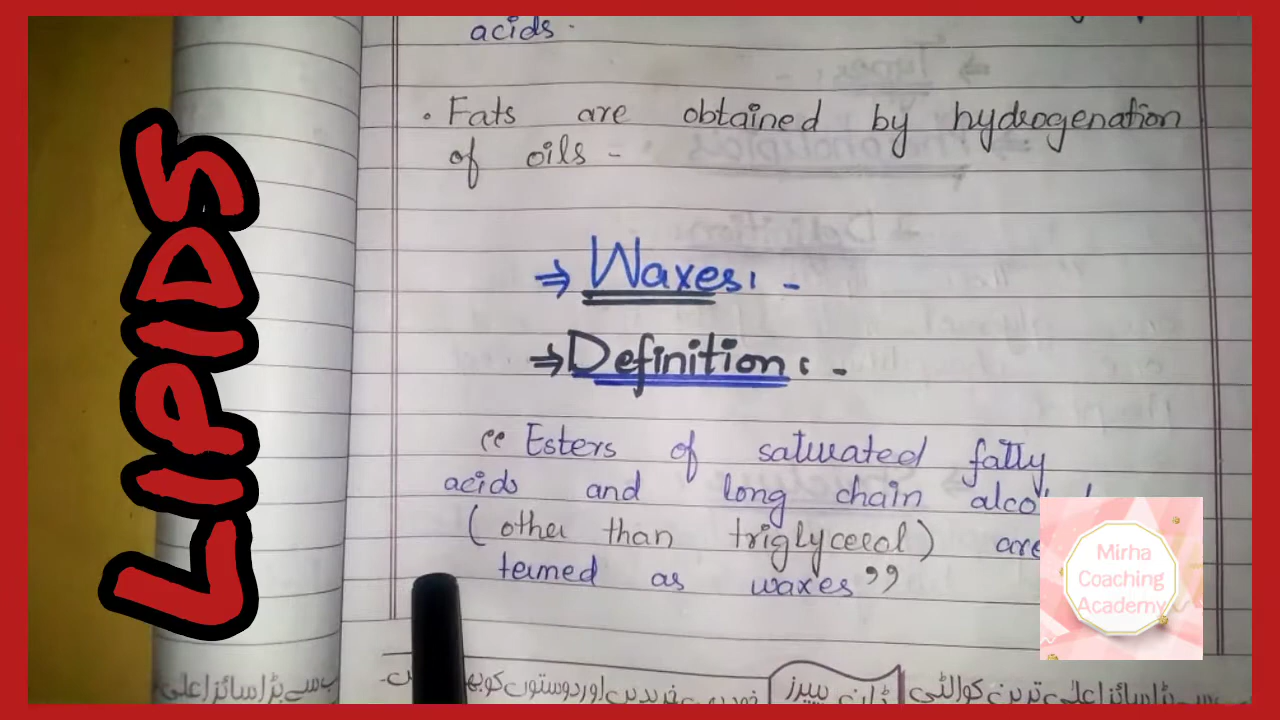 LIPIDS
acids.
. Fats are obtained by hydrogenation
of oils -
⇒ Waxes: -
⇒ Definition: -
“ Esters of saturated fatty
acids and long chain
( other than triglycerol) are
termed as waxes”
Mirha
Coaching
Academy